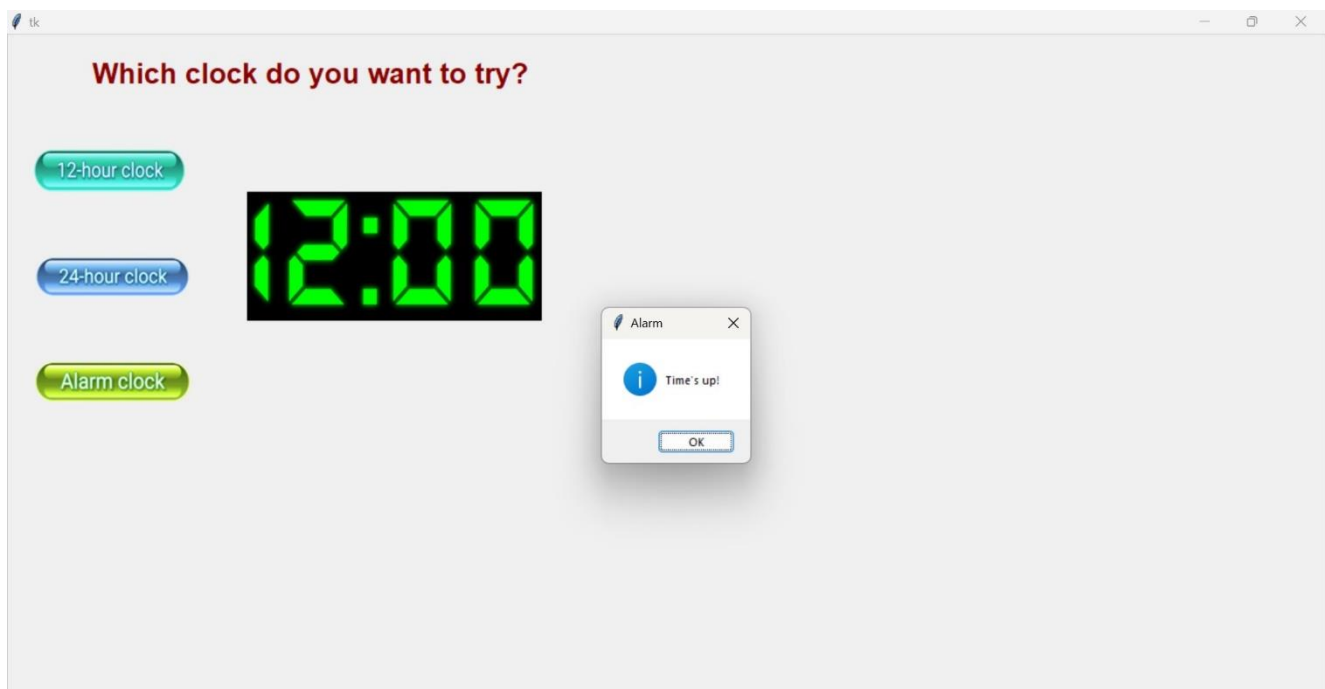 tk
Which clock do you want to try?
12-hour clock
12:00
24-hour clock
Alarm clock
Alarm
Time's up!
OK